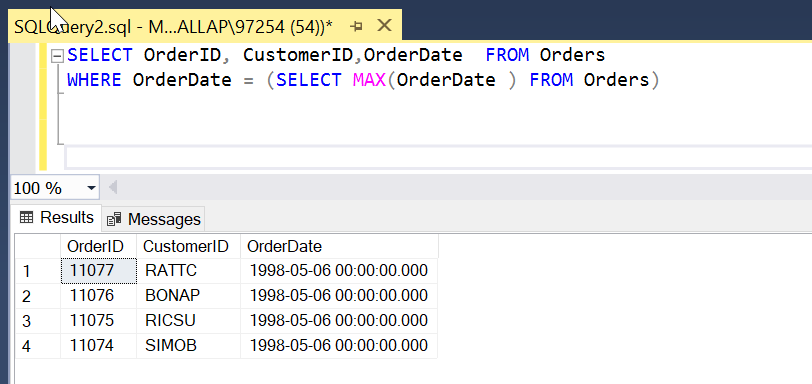 SQLQuery2.sql - M...ALLAP\97254 (54))*
SELECT OrderID, CustomerID,OrderDate  FROM Orders
WHERE OrderDate = (SELECT MAX(OrderDate ) FROM Orders)
100 %
Results Messages
OrderID CustomerID OrderDate
1 11077 RATTC 1998-05-06 00:00:00.000
2 11076 BONAP 1998-05-06 00:00:00.000
3 11075 RICSU 1998-05-06 00:00:00.000
4 11074 SIMOB 1998-05-06 00:00:00.000